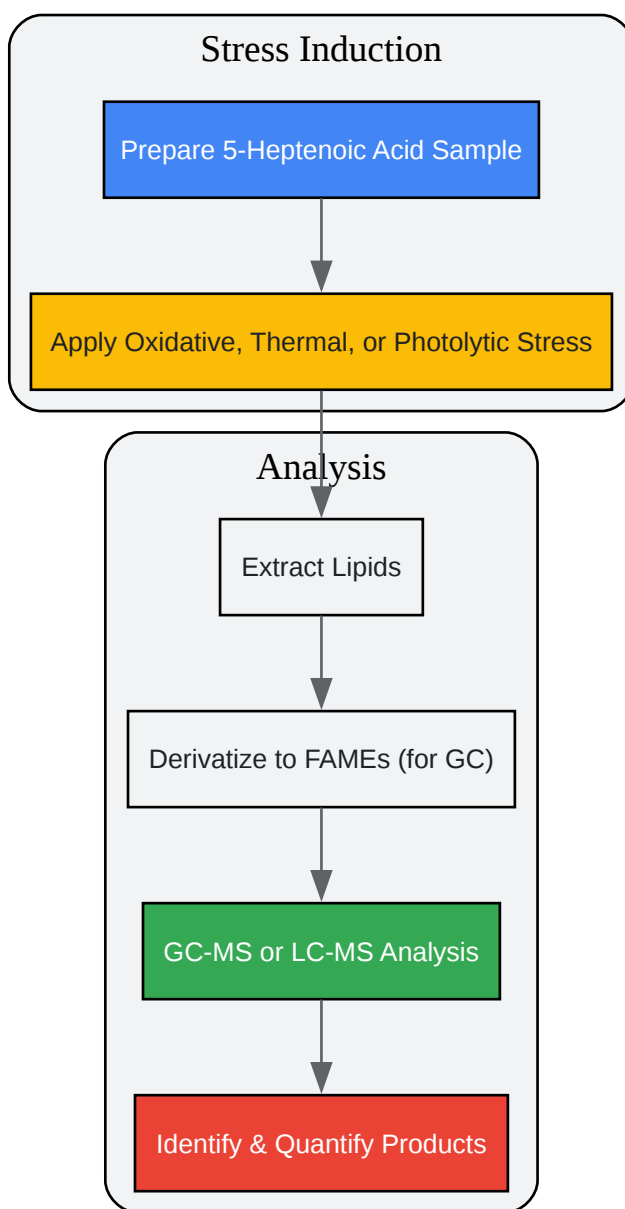 Stress Induction
Prepare 5-Heptenoic Acid Sample
Apply Oxidative, Thermal, or Photolytic Stress
Analysis
Extract Lipids
Derivatize to FAMEs (for GC)
GC-MS or LC-MS Analysis
Identify & Quantify Products